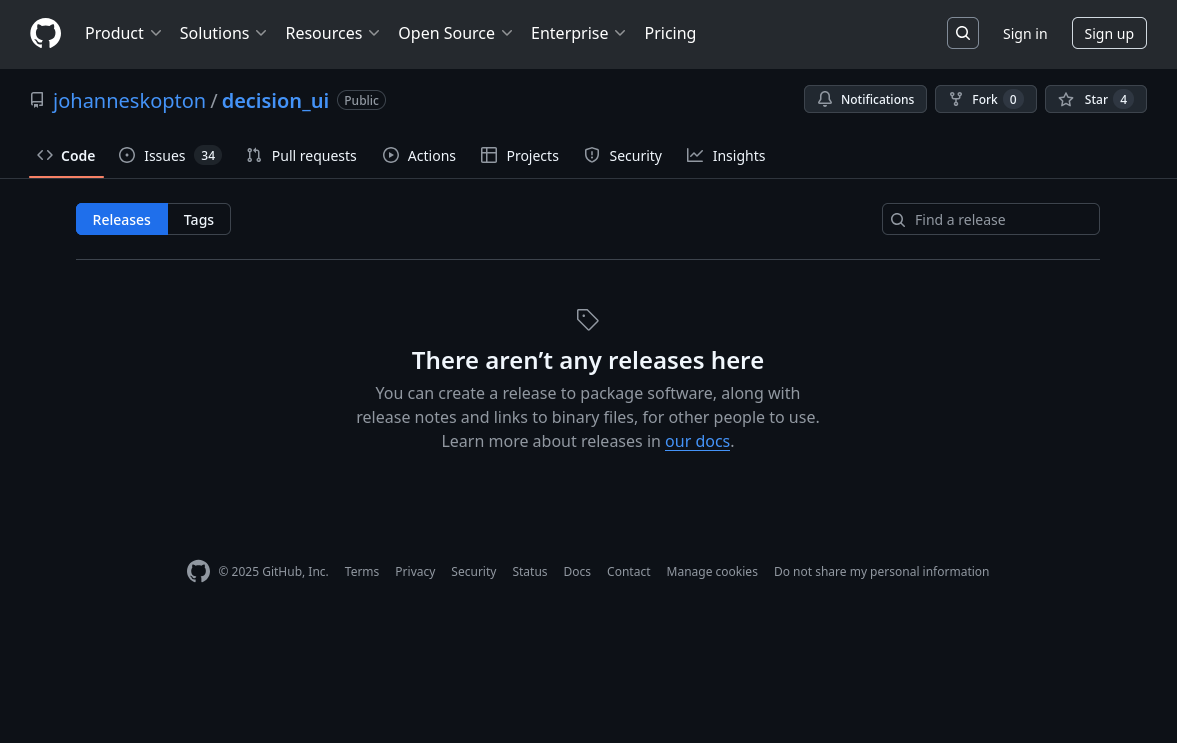 Product Solutions Resources Open Source Enterprise Pricing Sign in Sign up
johanneskopton / decision_ui Public Notifications Fork 0 Star 4
Code Issues 34 Pull requests Actions Projects Security Insights
Releases Tags Find a release
There aren’t any releases here
You can create a release to package software, along with
release notes and links to binary files, for other people to use.
Learn more about releases in our docs.
© 2025 GitHub, Inc. Terms Privacy Security Status Docs Contact Manage cookies Do not share my personal information